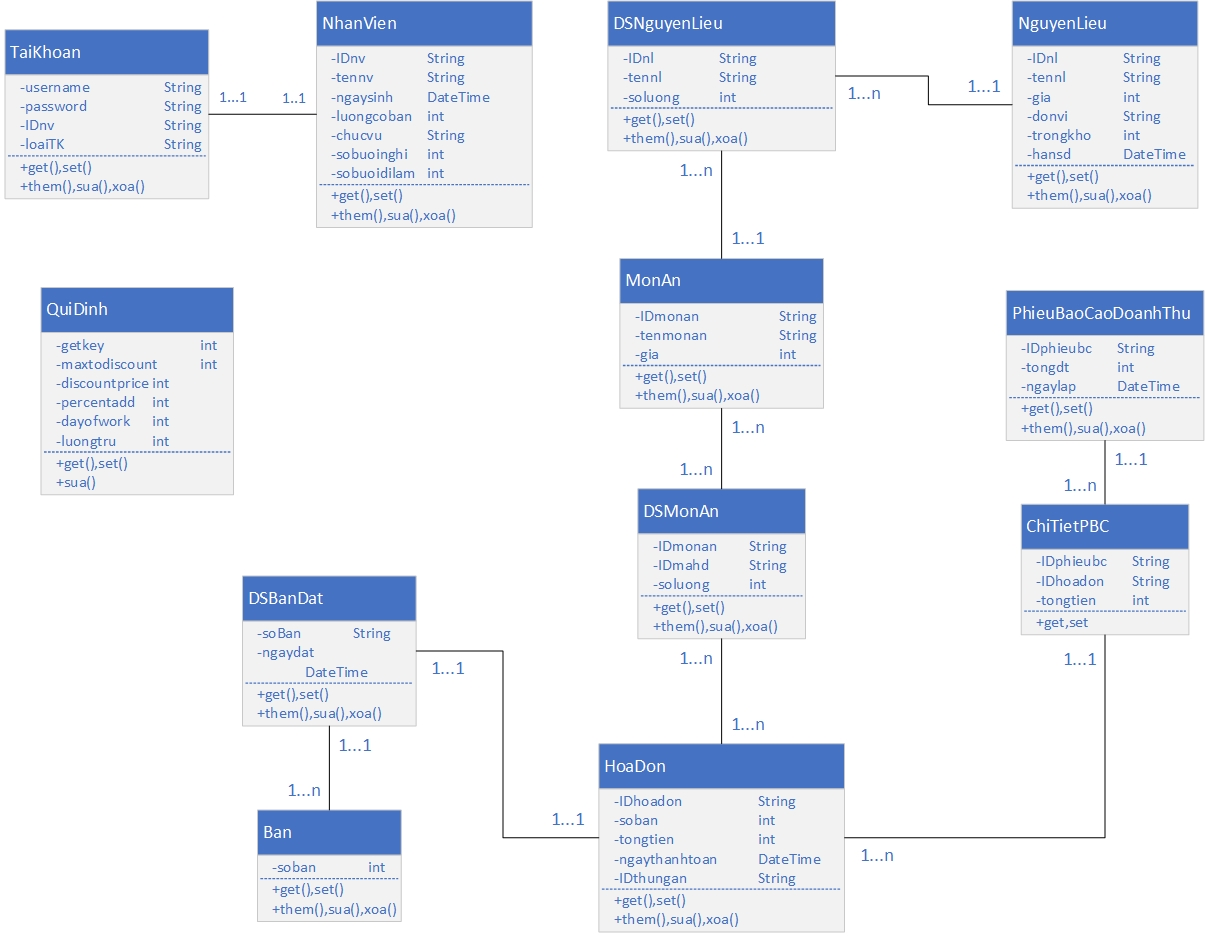 TaiKhoan
-username String
-password String
-IDnv String
-loaiTK String
+get(),set()
+them(),sua(),xoa()
1...1
1..1
NhanVien
-IDnv String
-tennv String
-ngaysinh DateTime
-luongcoban int
-chucvu String
-sobuoinghi int
-sobuoidilam int
+get(),set()
+them(),sua(),xoa()
DSNguyenLieu
-IDnl String
-tennl String
-soluong int
+get(),set()
+them(),sua(),xoa()
1...n
1...1
NguyenLieu
-IDnl String
-tennl String
-gia int
-donvi String
-trongkho int
-hansd DateTime
+get(),set()
+them(),sua(),xoa()
1...n
1...1
QuiDinh
-getkey int
-maxtodiscount int
-discountprice int
-percentadd int
-dayofwork int
-luongtru int
+get(),set()
+sua()
MonAn
-IDmonan String
-tenmonan String
-gia int
+get(),set()
+them(),sua(),xoa()
1...n
1...n
PhieuBaoCaoDoanhThu
-IDphieubc String
-tongdt int
-ngaylap DateTime
+get(),set()
+them(),sua(),xoa()
1...1
1...n
DSMonAn
-IDmonan String
-IDmahd String
-soluong int
+get(),set()
+them(),sua(),xoa()
1...n
1...n
ChiTietPBC
-IDphieubc String
-IDhoadon String
-tongtien int
+get,set
1...1
1...n
DSBanDat
-soBan String
-ngaydat
DateTime
+get(),set()
+them(),sua(),xoa()
1...1
1...1
1...1
1...n
Ban
-soban int
+get(),set()
+them(),sua(),xoa()
HoaDon
-IDhoadon String
-soban int
-tongtien int
-ngaythanhtoan DateTime
-IDthungan String
+get(),set()
+them(),sua(),xoa()